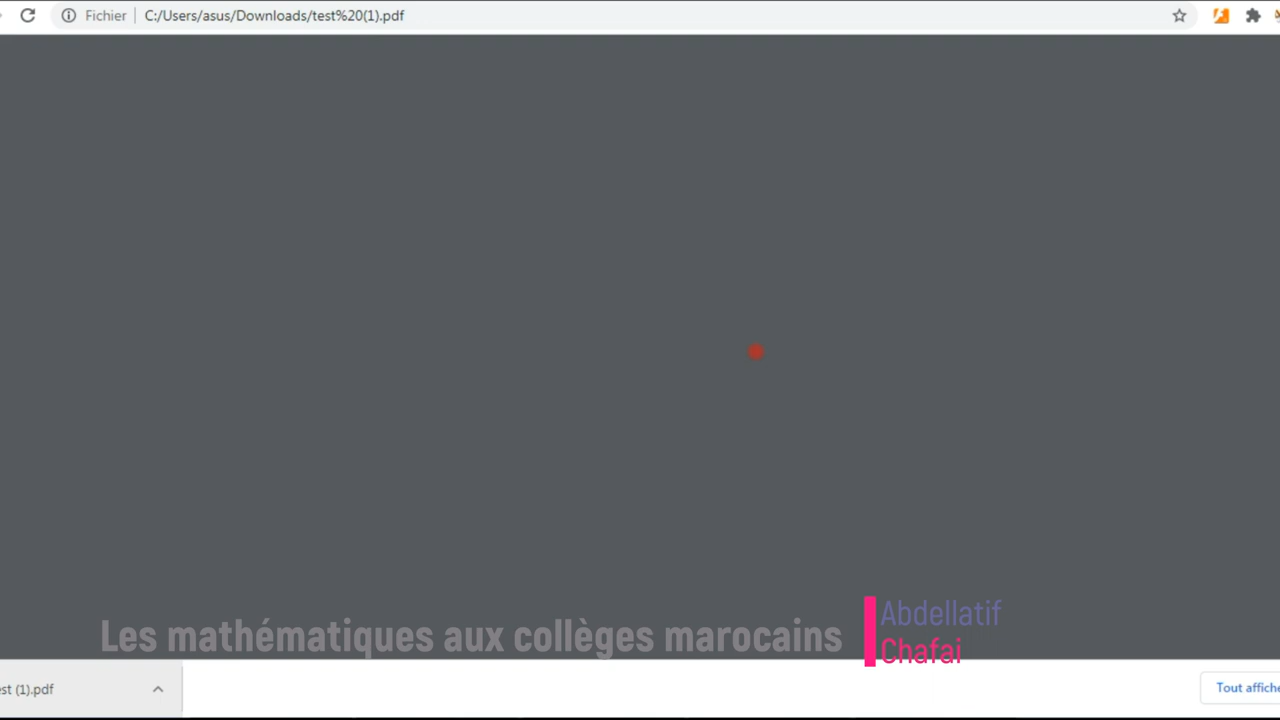 Fichier C:/Users/asus/Downloads/test%20(1).pdf
Les mathématiques aux collèges marocains
Abdellatif
Chafai
est (1).pdf
Tout affiche